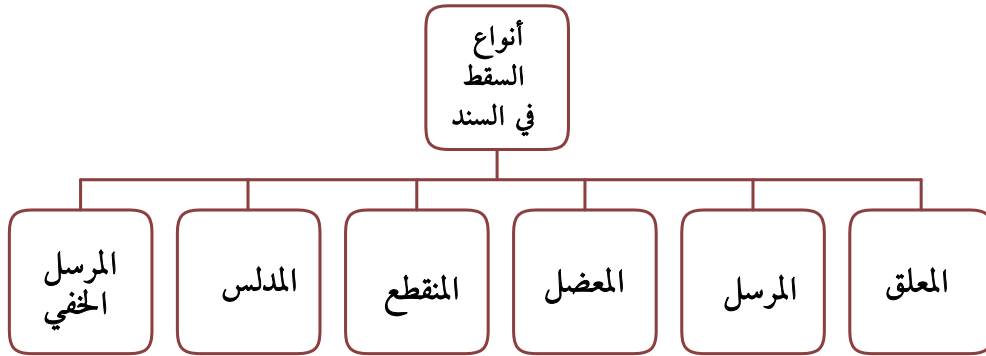 أنواع
السقط
في السند
المعلق
المرسل
المعضل
المنقطع
المدلس
المرسل
الخفي